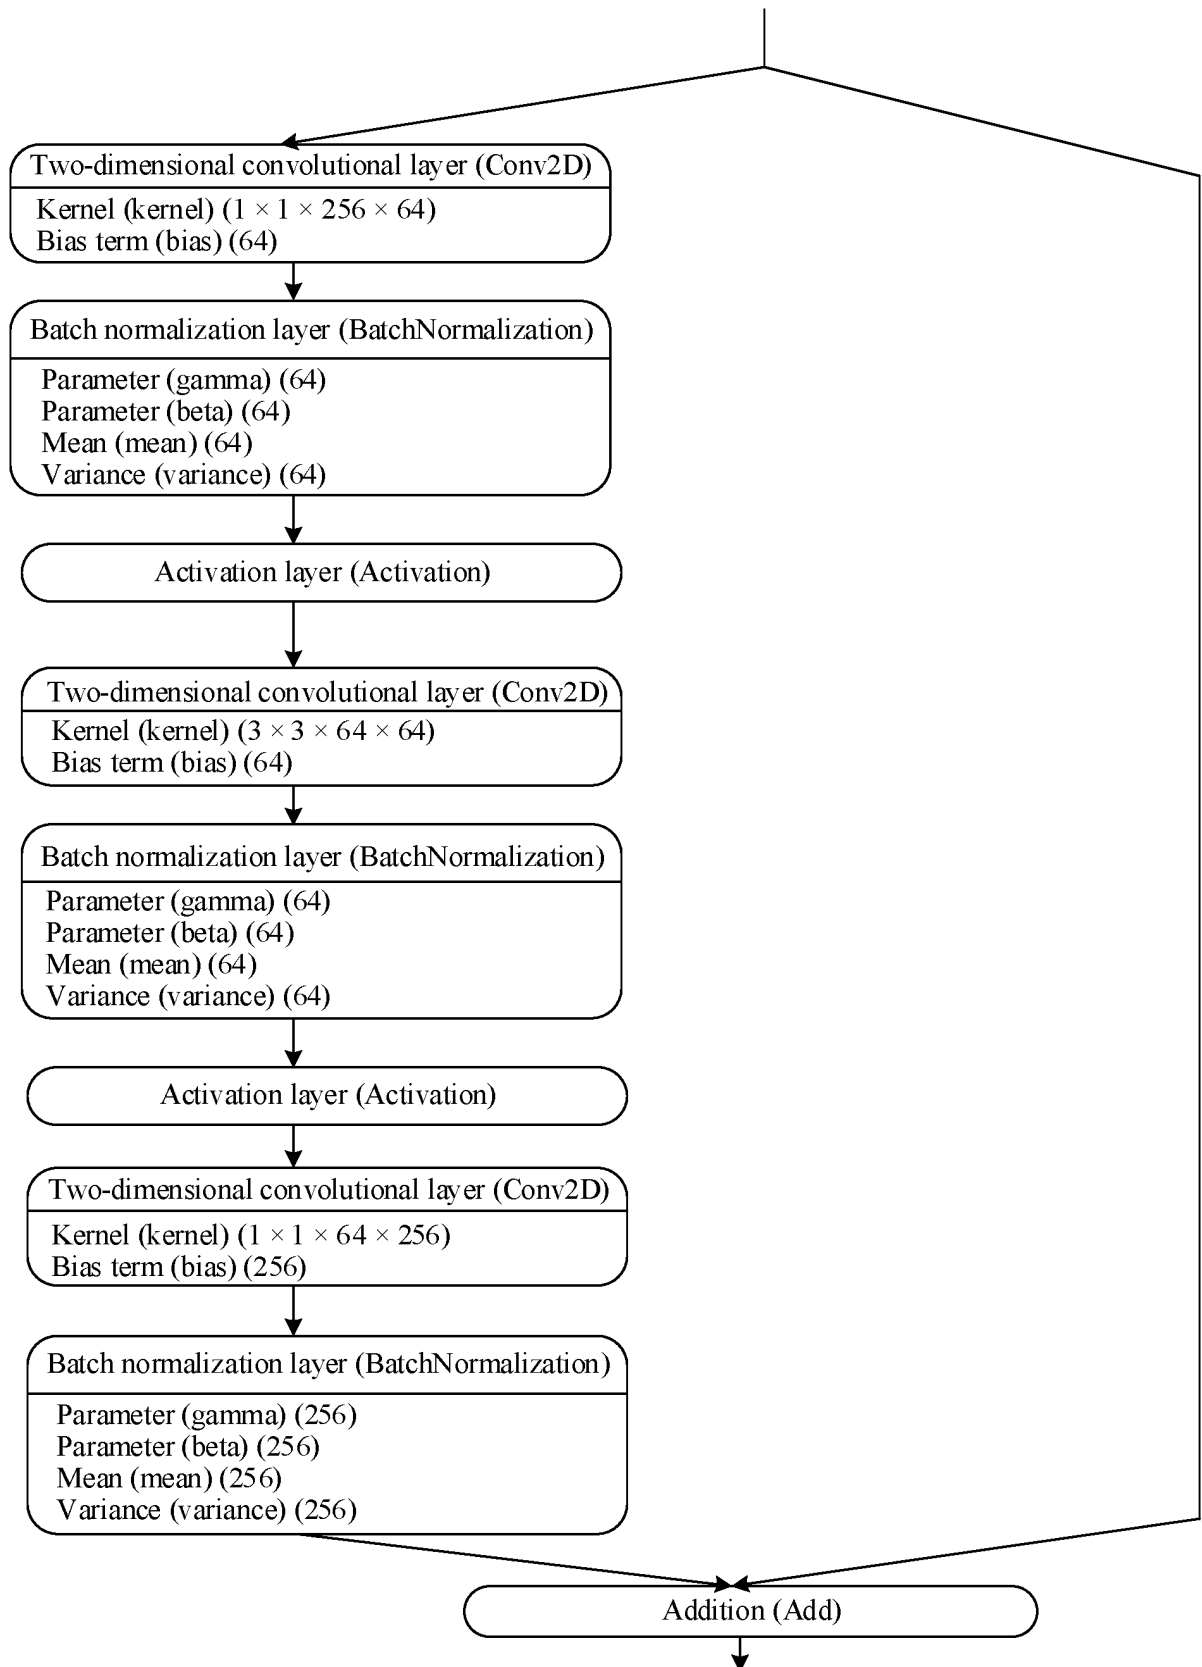 Two-dimensional convolutional layer (Conv2D)
Kernel (kernel) (1 × 1 × 256 × 64)
Bias term (bias) (64)
Batch normalization layer (BatchNormalization)
Parameter (gamma) (64)
Parameter (beta) (64)
Mean (mean) (64)
Variance (variance) (64)
Activation layer (Activation)
Two-dimensional convolutional layer (Conv2D)
Kernel (kernel) (3 × 3 × 64 × 64)
Bias term (bias) (64)
Batch normalization layer (BatchNormalization)
Parameter (gamma) (64)
Parameter (beta) (64)
Mean (mean) (64)
Variance (variance) (64)
Activation layer (Activation)
Two-dimensional convolutional layer (Conv2D)
Kernel (kernel) (1 × 1 × 64 × 256)
Bias term (bias) (256)
Batch normalization layer (BatchNormalization)
Parameter (gamma) (256)
Parameter (beta) (256)
Mean (mean) (256)
Variance (variance) (256)
Addition (Add)